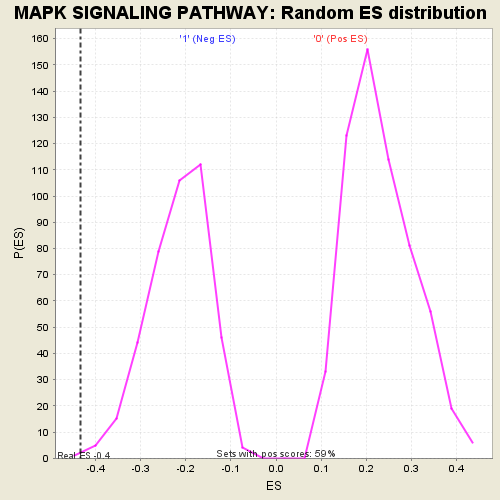 MAPK SIGNALING PATHWAY: Random ES distribution
'1' (Neg ES) '0' (Pos ES)
160
150
140
130
120
110
100
90
80
70
60
50
40
30
20
10
0
P(ES)
Real ES -0.4 Sets with pos scores: 59%
-0.4 -0.3 -0.2 -0.1 0.0 0.1 0.2 0.3 0.4
ES